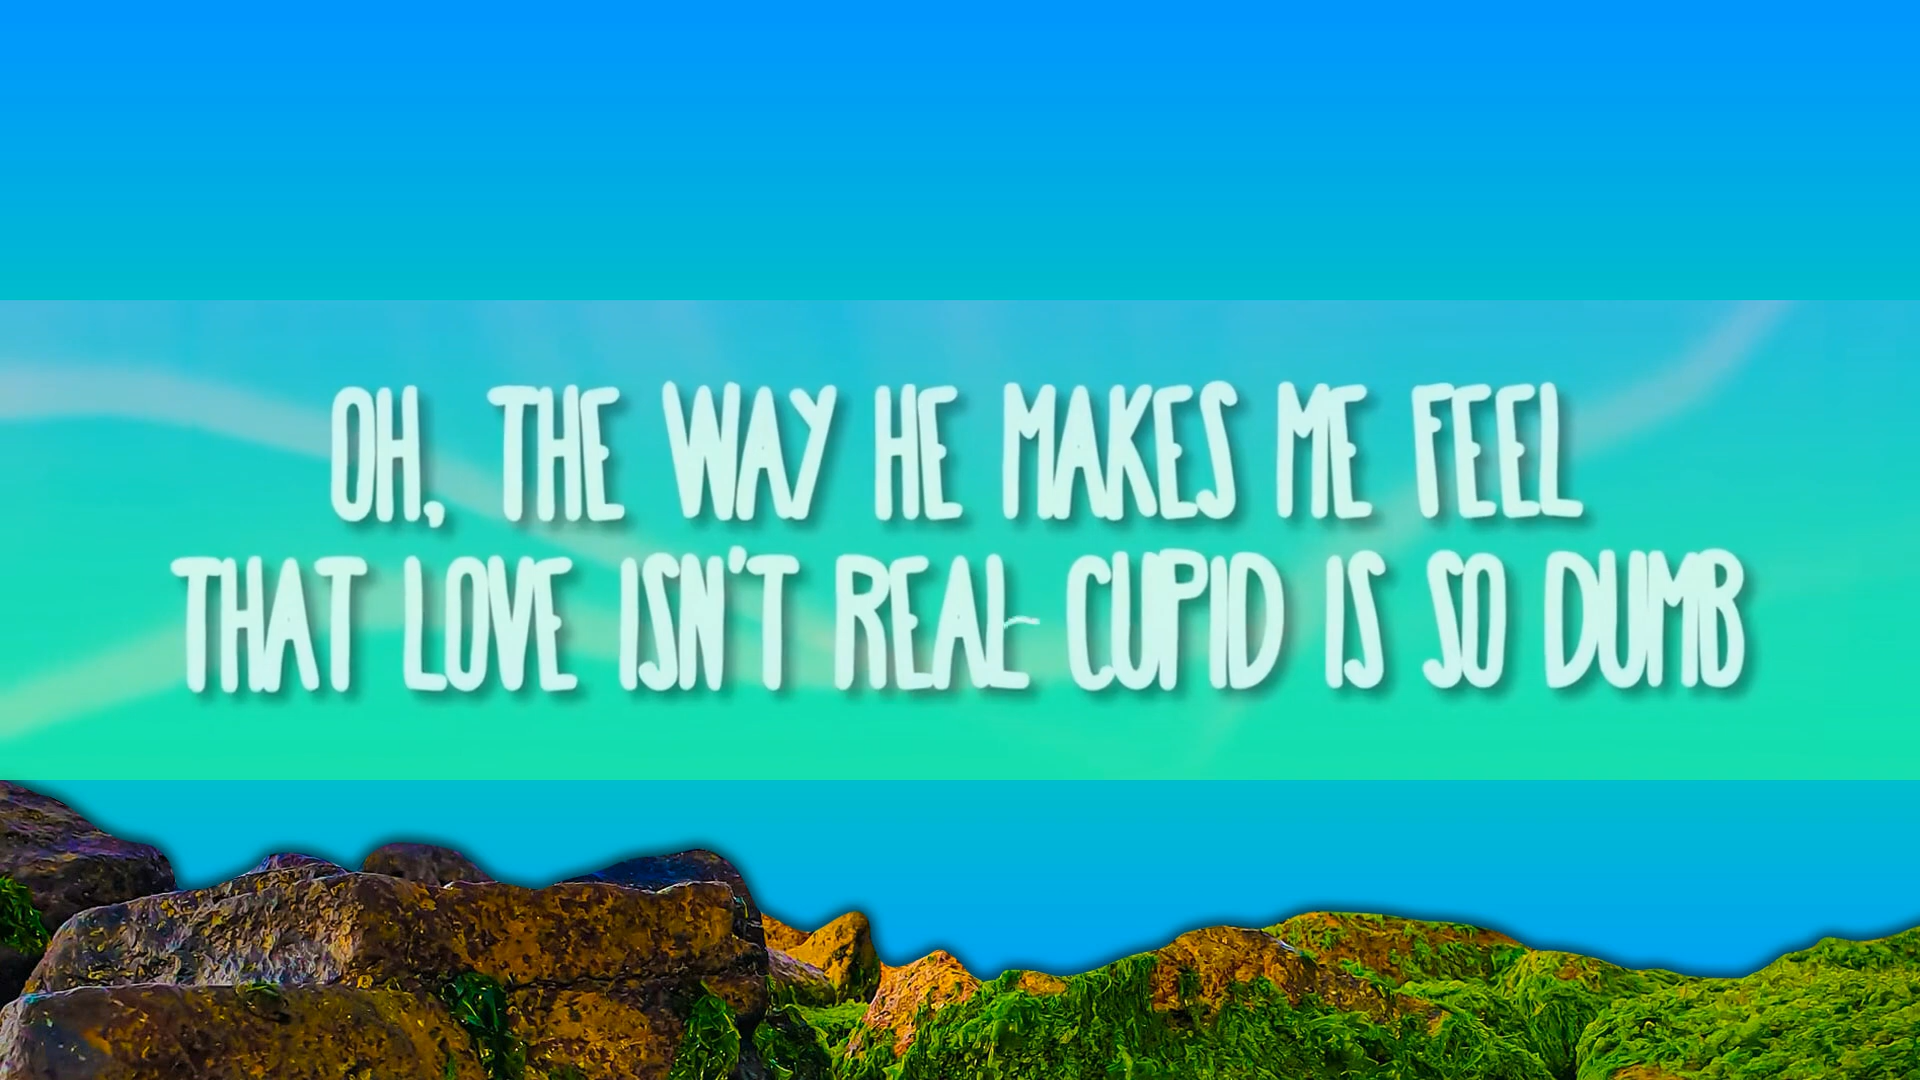 OH, THE WAY HE MAKES ME FEEL
THAT LOVE ISN'T REAL CUPID IS SO DUMB